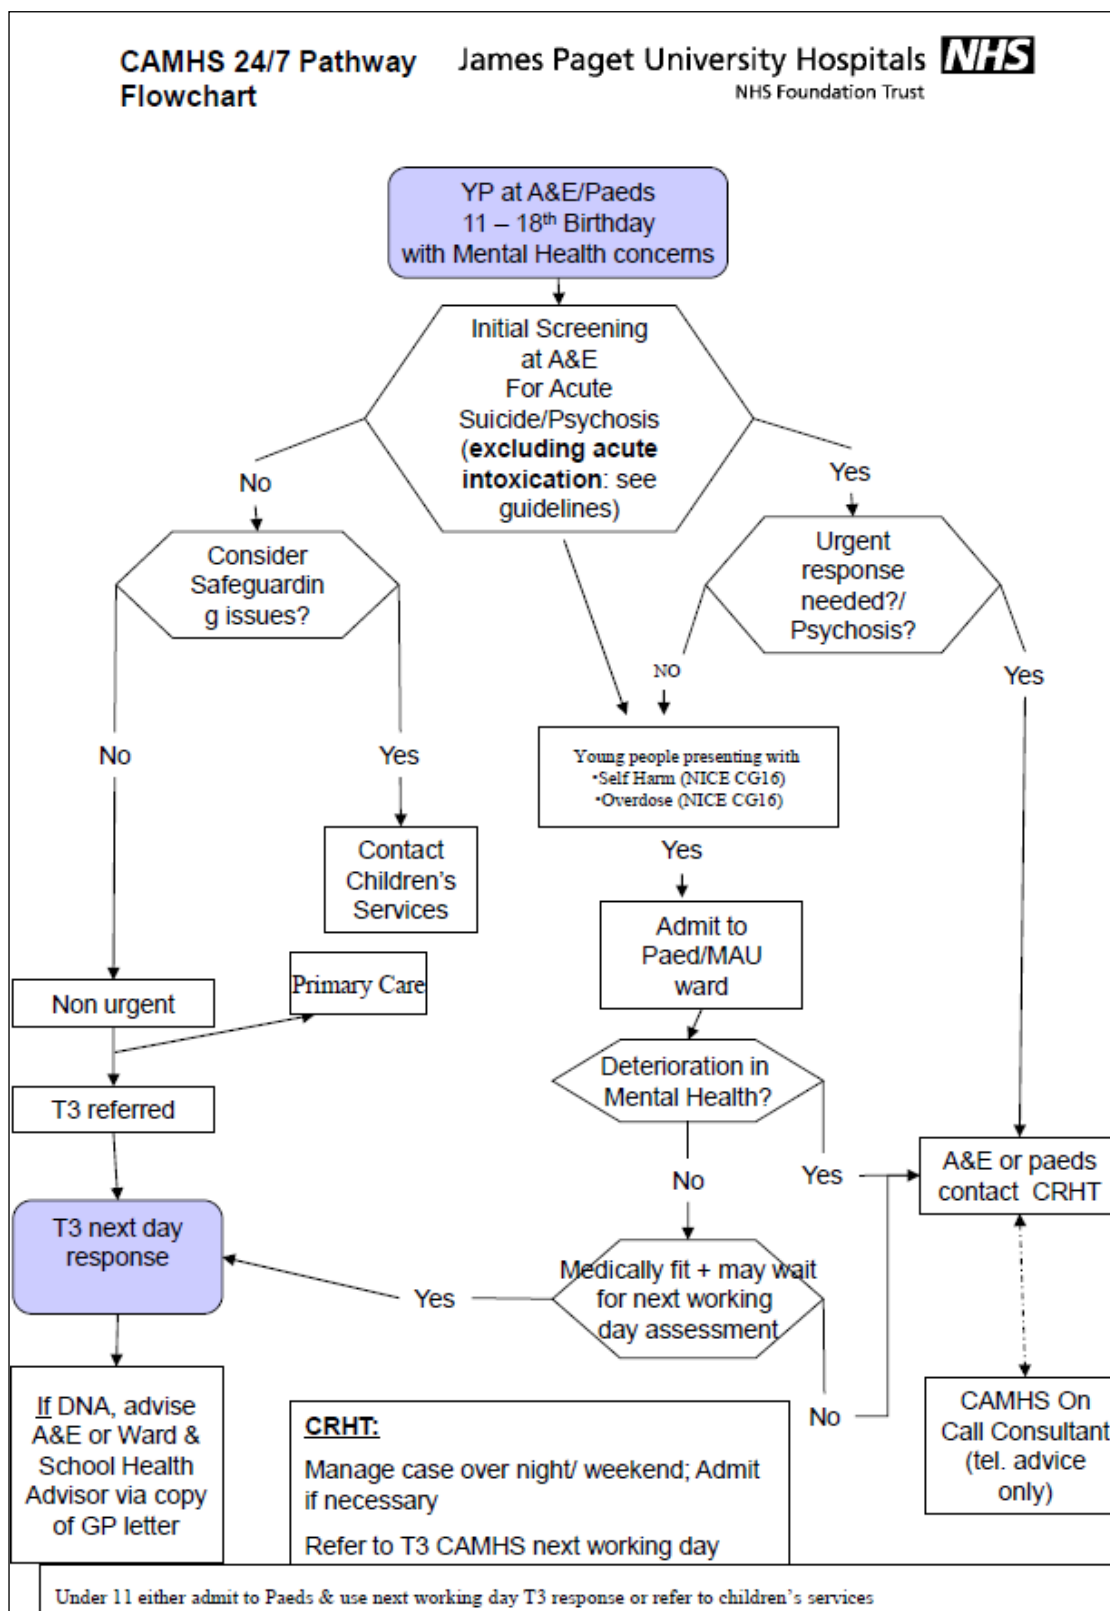 CAMHS 24/7 Pathway
Flowchart
James Paget University Hospitals NHS
NHS Foundation Trust
YP at A&E/Paeds
11 – 18th Birthday
with Mental Health concerns
Initial Screening
at A&E
For Acute
Suicide/Psychosis
(excluding acute
intoxication: see
guidelines)
No
Yes
Consider
Safeguardin
g issues?
Urgent
response
needed?/
Psychosis?
NO
Yes
No
Yes
Young people presenting with
•Self Harm (NICE CG16)
•Overdose (NICE CG16)
Contact
Children's
Services
Yes
Admit to
Paed/MAU
ward
Primary Care
Non urgent
Deterioration in
Mental Health?
T3 referred
No
Yes
A&E or paeds
contact CRHT
T3 next day
response
Medically fit + may wait
for next working
day assessment
Yes
No
If DNA, advise
A&E or Ward &
School Health
Advisor via copy
of GP letter
CRHT:
Manage case over night/ weekend; Admit
if necessary
Refer to T3 CAMHS next working day
CAMHS On
Call Consultant
(tel. advice
only)
Under 11 either admit to Paeds & use next working day T3 response or refer to children's services